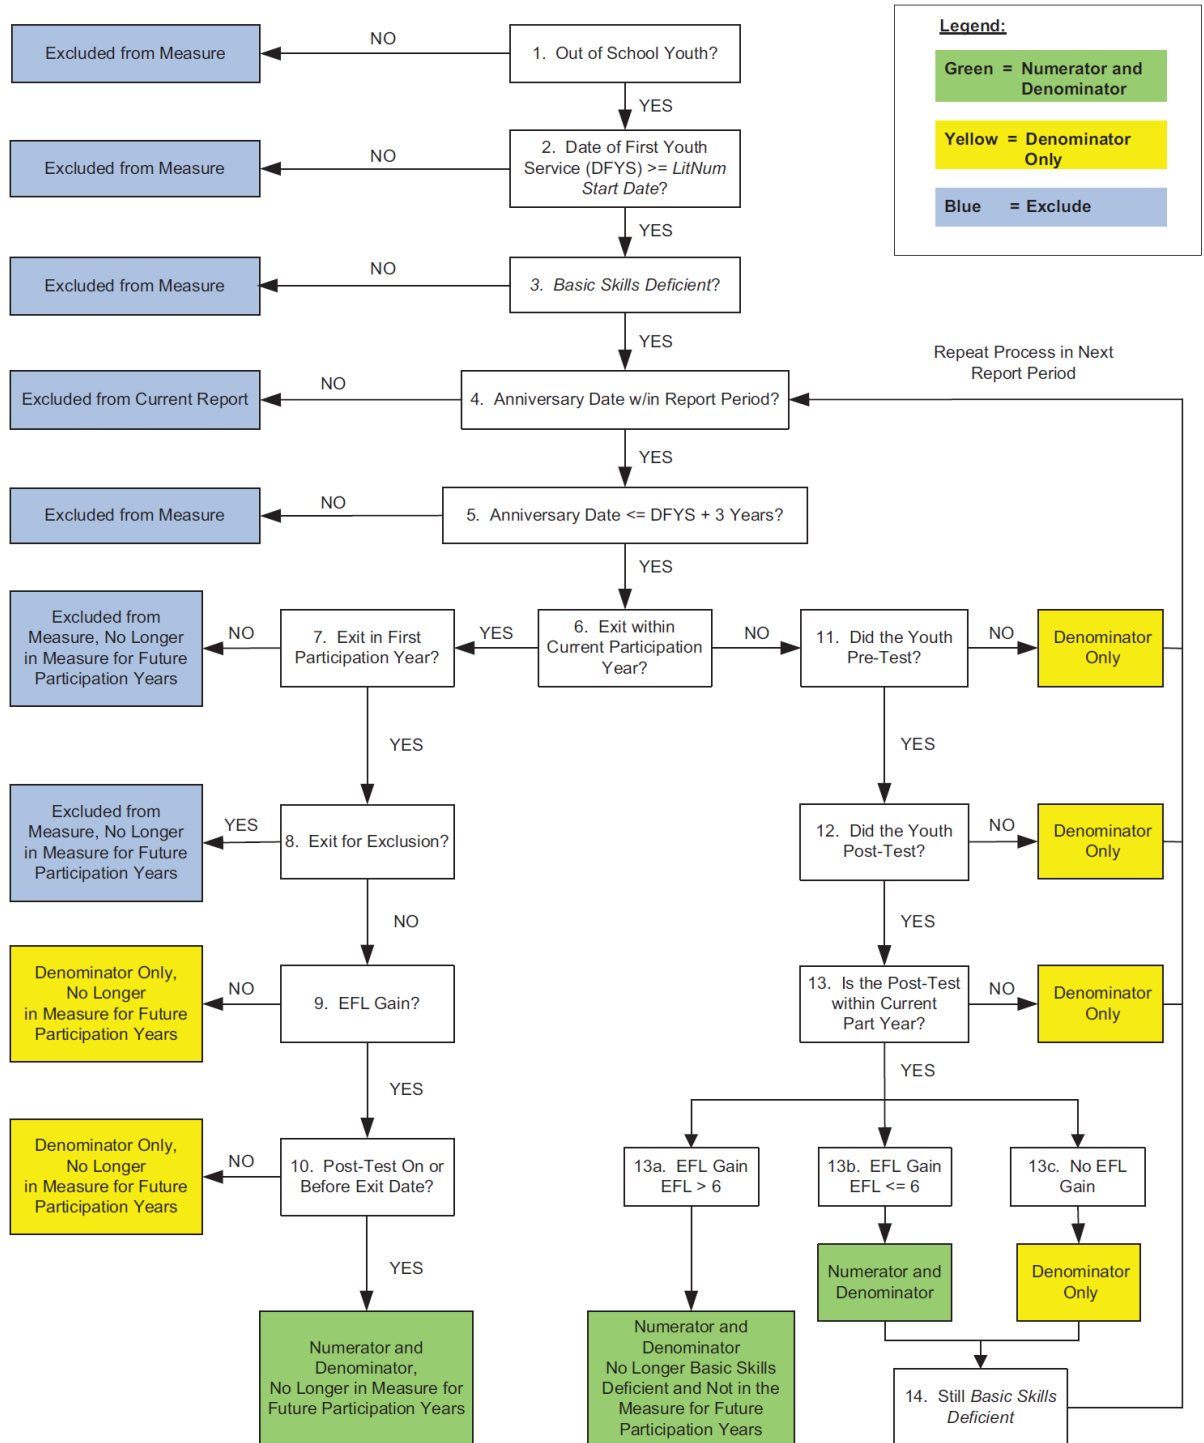 Legend:
Green = Numerator and
Denominator
Yellow = Denominator
Only
Blue = Exclude
Excluded from Measure
NO
1. Out of School Youth?
YES
Excluded from Measure
NO
2. Date of First Youth
Service (DFYS) >= LitNum
Start Date?
YES
Excluded from Measure
NO
3. Basic Skills Deficient?
YES
Repeat Process in Next
Report Period
Excluded from Current Report
NO
4. Anniversary Date w/in Report Period?
YES
Excluded from Measure
NO
5. Anniversary Date <= DFYS + 3 Years?
YES
Excluded from
Measure, No Longer
in Measure for Future
Participation Years
NO
7. Exit in First
Participation Year?
YES
6. Exit within
Current Participation
Year?
NO
11. Did the Youth
Pre-Test?
NO
Denominator
Only
YES
YES
Excluded from
Measure, No Longer
in Measure for Future
Participation Years
YES
8. Exit for Exclusion?
12. Did the Youth
Post-Test?
NO
Denominator
Only
NO
YES
Denominator Only,
No Longer
in Measure for Future
Participation Years
NO
9. EFL Gain?
13. Is the Post-Test
within Current
Part Year?
NO
Denominator
Only
YES
YES
Denominator Only,
No Longer
in Measure for Future
Participation Years
NO
10. Post-Test On or
Before Exit Date?
13a. EFL Gain
EFL > 6
13b. EFL Gain
EFL <= 6
13c. No EFL
Gain
YES
Numerator and
Denominator
Denominator
Only
Numerator and
Denominator,
No Longer in Measure for
Future Participation Years
Numerator and
Denominator
No Longer Basic Skills
Deficient and Not in the
Measure for Future
Participation Years
14. Still Basic Skills
Deficient